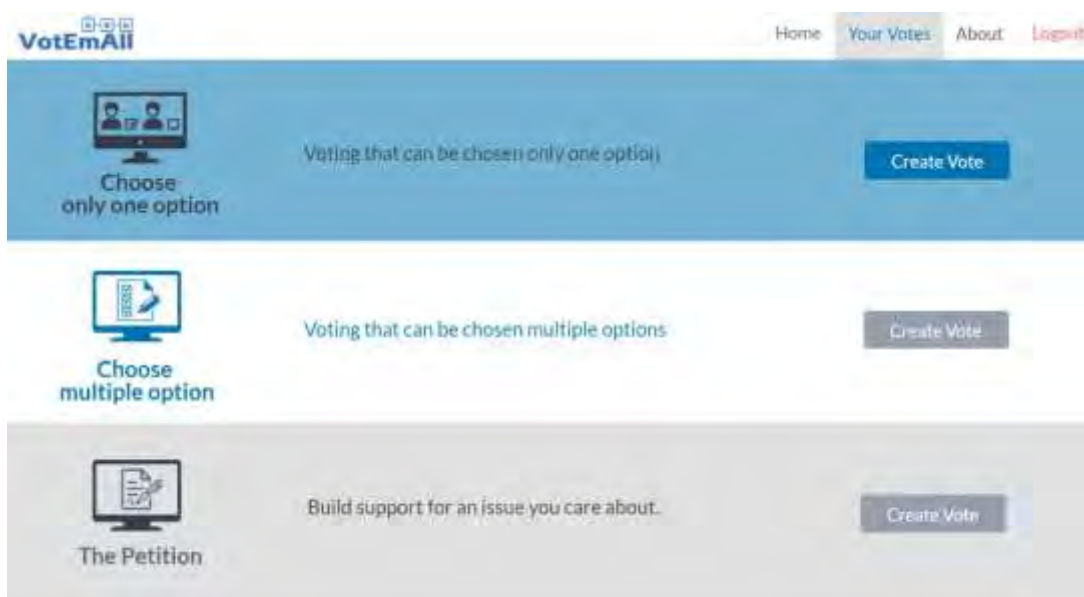 VotEmAll
Home Your Votes About Logout
Voting that can be chosen only one option
Create Vote
Choose
only one option
Voting that can be chosen multiple options
Create Vote
Choose
multiple option
Build support for an issue you care about.
Create Vote
The Petition